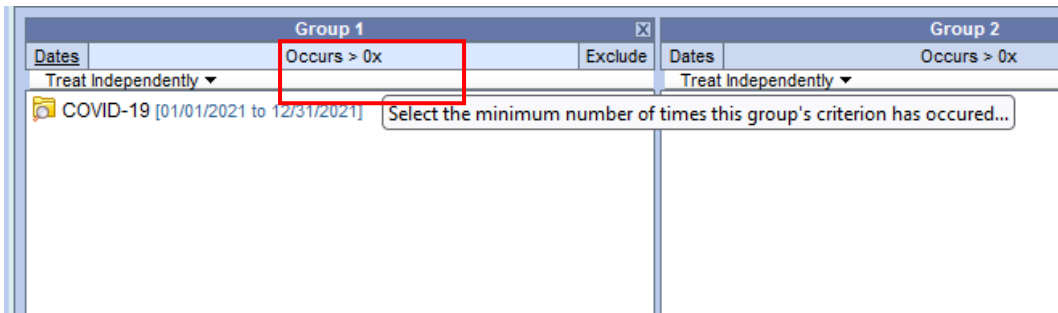 Group 1 X Group 2
Dates Occurs > 0x Exclude Dates Occurs > 0x
Treat Independently ▼ Treat Independently ▼
COVID-19 [01/01/2021 to 12/31/2021]
Select the minimum number of times this group's criterion has occured...